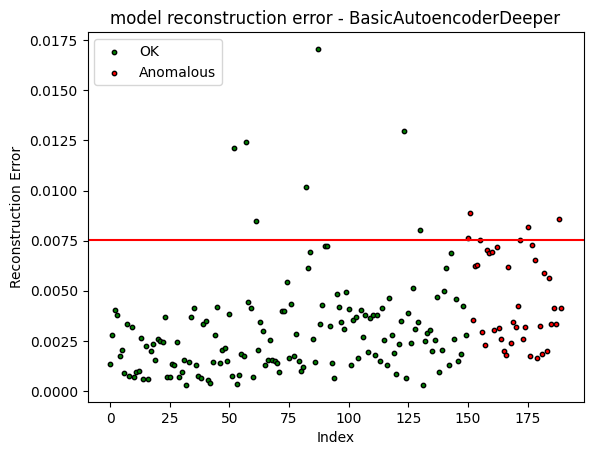 model reconstruction error - BasicAutoencoderDeeper
OK
Anomalous
Reconstruction Error
0.0175
0.0150
0.0125
0.0100
0.0075
0.0050
0.0025
0.0000
0 25 50 75 100 125 150 175
Index